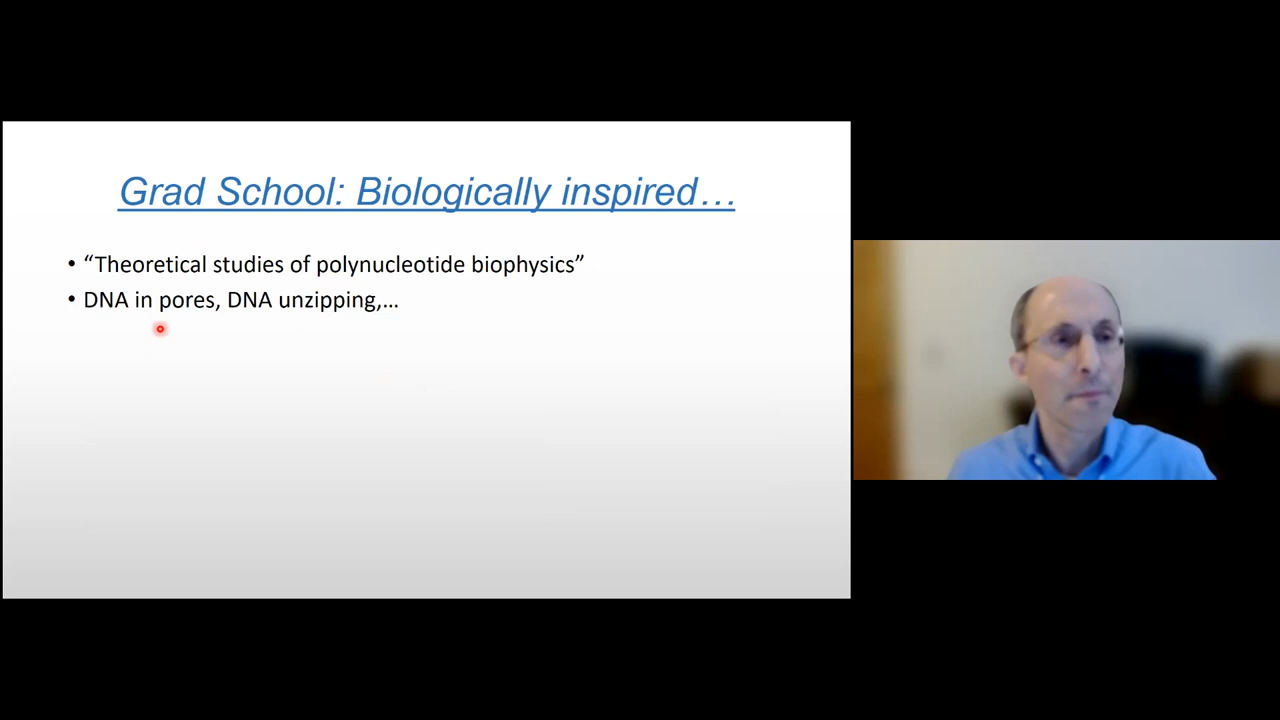 Grad School: Biologically inspired…
• “Theoretical studies of polynucleotide biophysics”
• DNA in pores, DNA unzipping,…